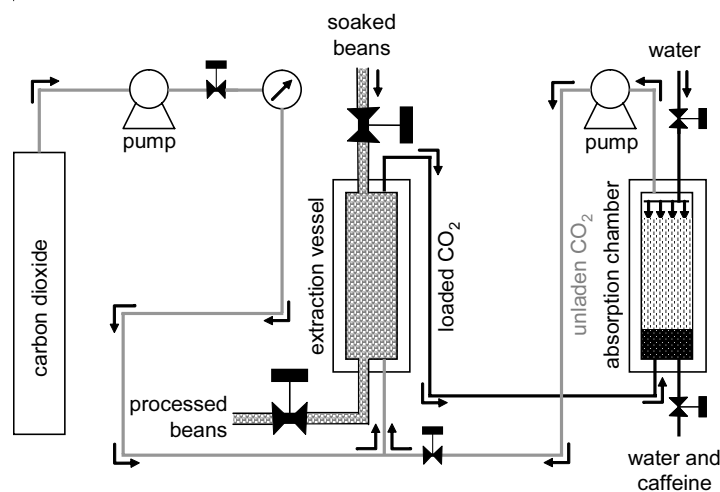 soaked
beans
water
pump
pump
carbon dioxide
extraction vessel
loaded CO₂
unladen CO₂
absorption chamber
processed
beans
water and
caffeine